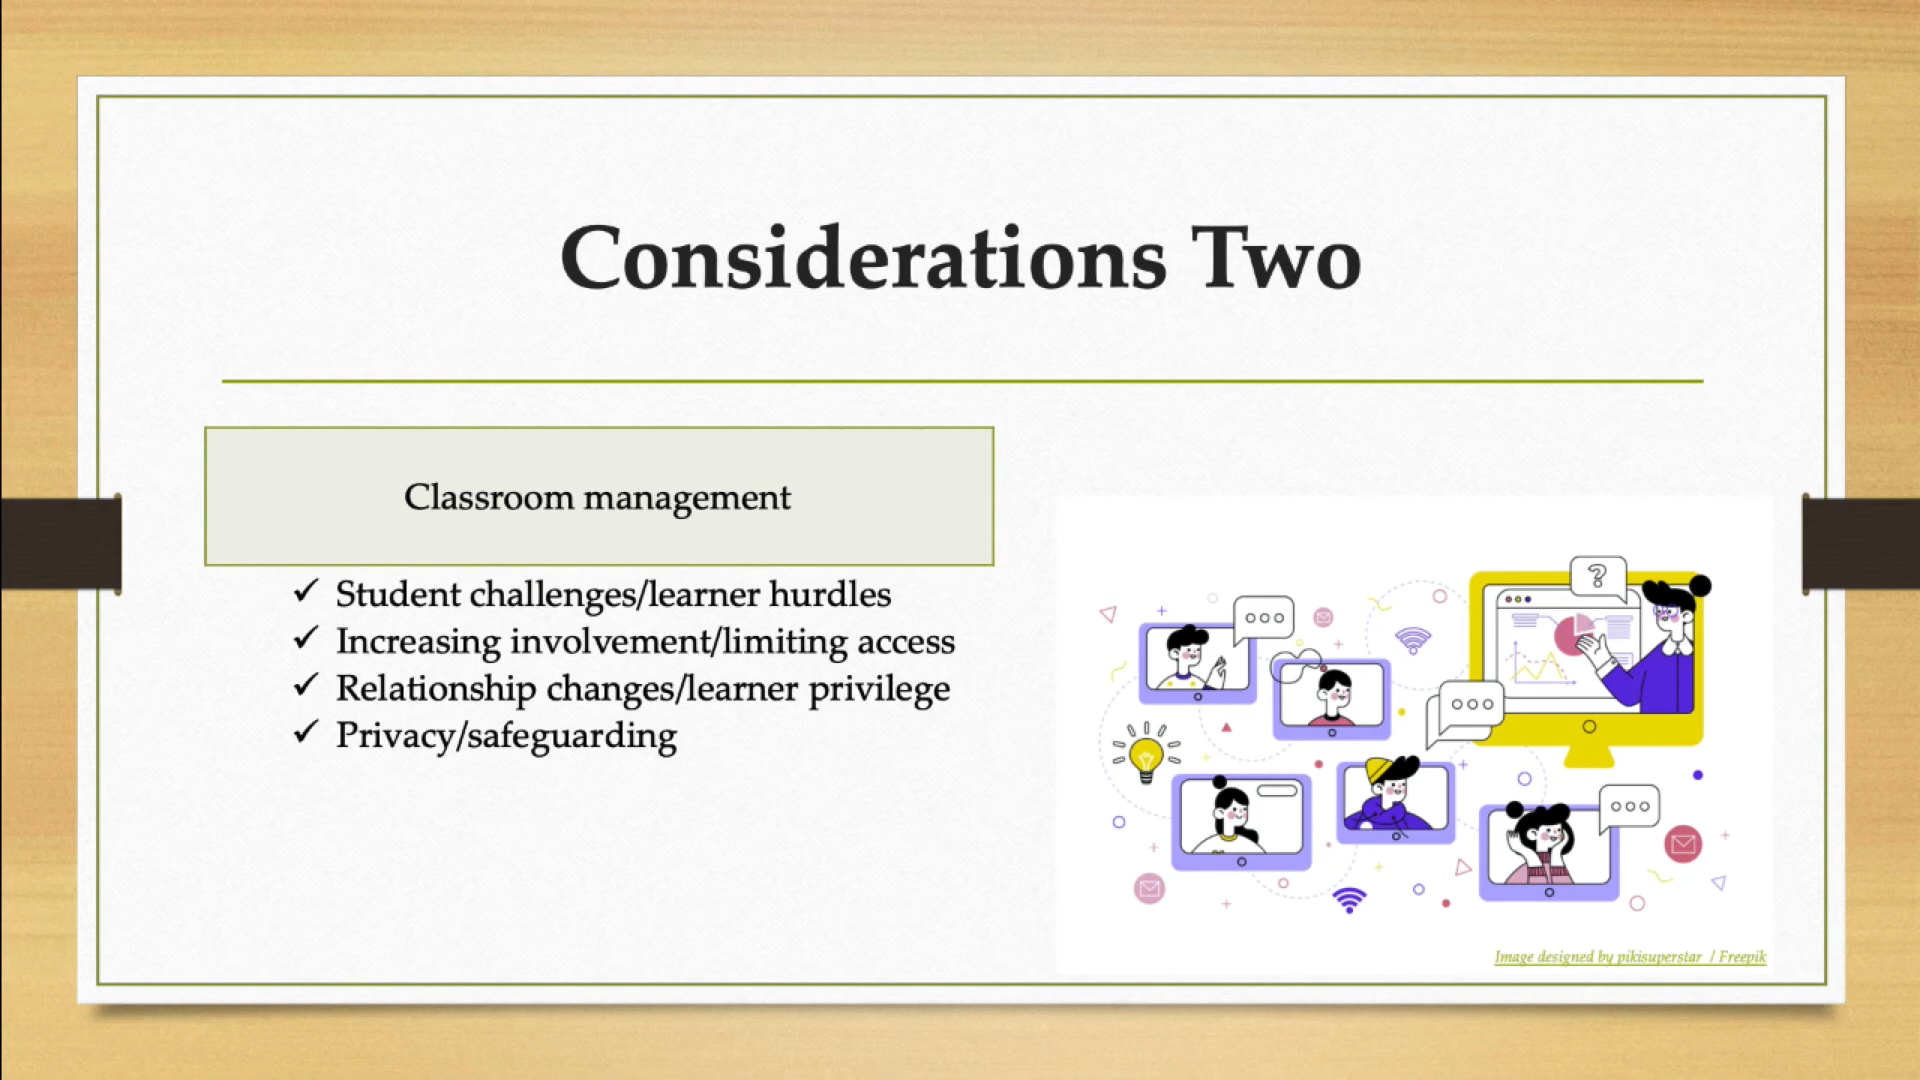 Considerations Two
Classroom management
✓ Student challenges/learner hurdles
✓ Increasing involvement/limiting access
✓ Relationship changes/learner privilege
✓ Privacy/safeguarding
?
Image designed by pikisuperstar / Freepik